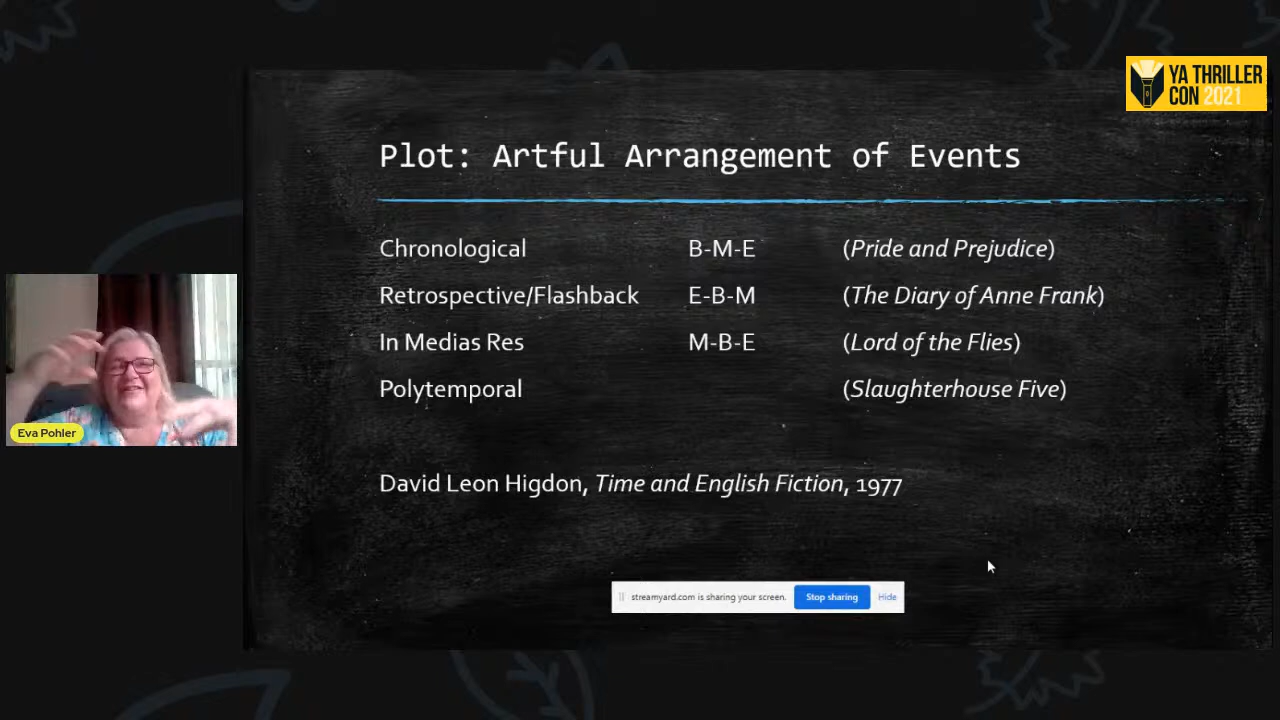 YA THRILLER
CON 2021
Plot: Artful Arrangement of Events
Chronological B-M-E (Pride and Prejudice)
Retrospective/Flashback E-B-M (The Diary of Anne Frank)
In Medias Res M-B-E (Lord of the Flies)
Polytemporal (Slaughterhouse Five)
Eva Pohler
David Leon Higdon, Time and English Fiction, 1977
streamyard.com is sharing your screen. Stop sharing Hide